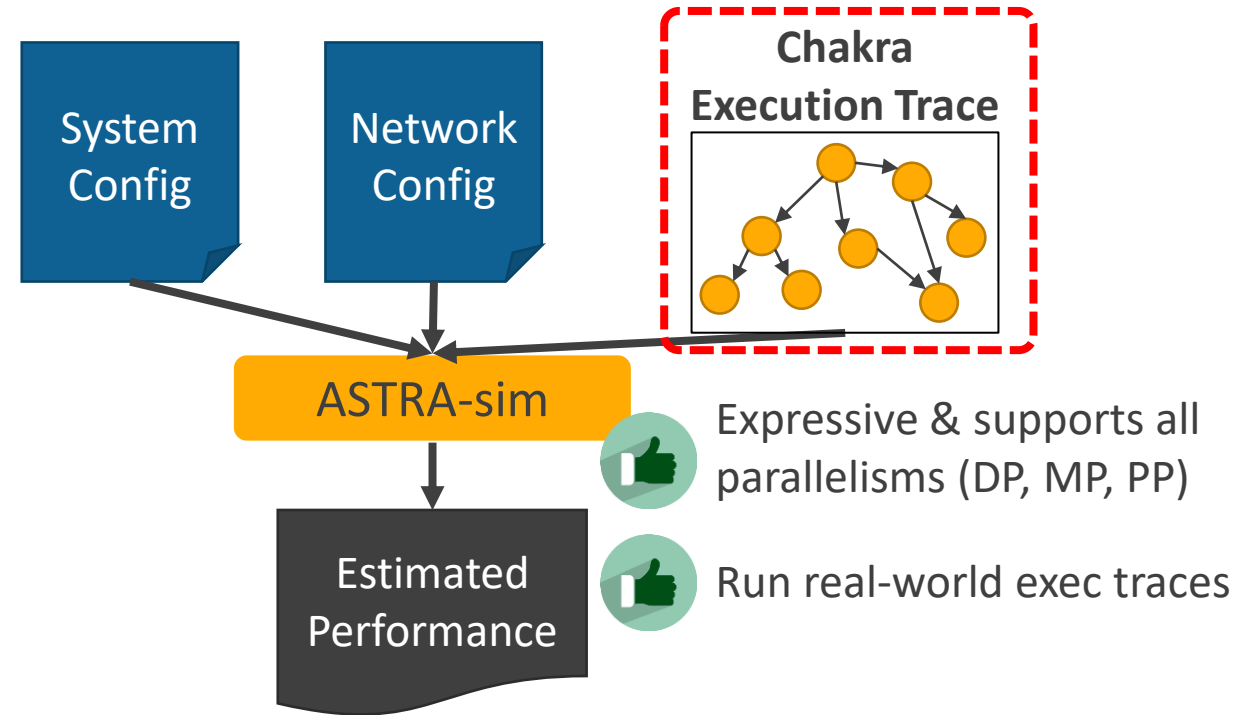 System
Config
Network
Config
Chakra
Execution Trace
ASTRA-sim
Expressive & supports all
parallelisms (DP, MP, PP)
Estimated
Performance
Run real-world exec traces